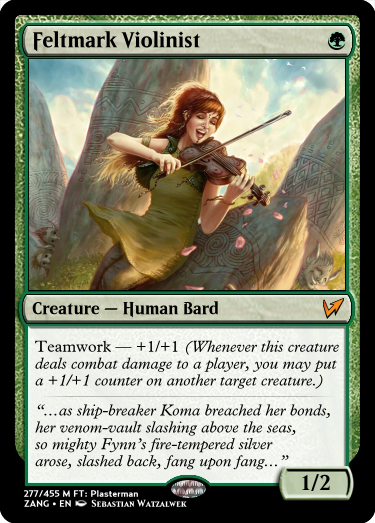 Feltmark Violinist
Creature — Human Bard
Teamwork — +1/+1 (Whenever this creature
deals combat damage to a player, you may put
a +1/+1 counter on another target creature.)
“…as ship-breaker Koma breached her bonds,
her venom-vault slashing above the seas,
so mighty Fynn’s fire-tempered silver
arose, slashed back, fang upon fang…”
1/2
277/455 M FT: Plasterman
ZANG • EN Sebastian Watzalwek